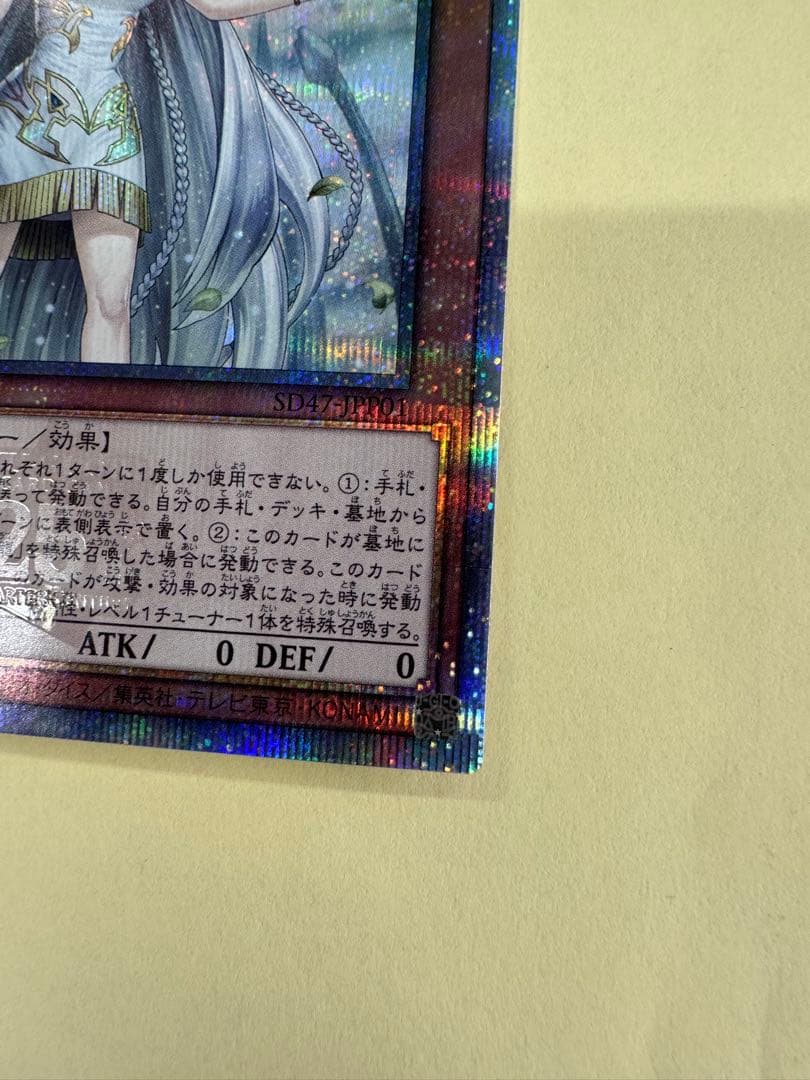 SD47-JPP01
ー／効果】
れぞれ1ターンに1度しか使用できない。①:手札・
って発動できる。自分の手札・デッキ・墓地から
ーンに表側表示で置く。②:このカードが墓地に
を特殊召喚した場合に発動できる。このカード
カードが攻撃・効果の対象になった時に発動
性・レベル1チューナー1体を特殊召喚する。
ATK/ 0 DEF/ 0
ダイス／集英社・テレビ東京・KONAMI